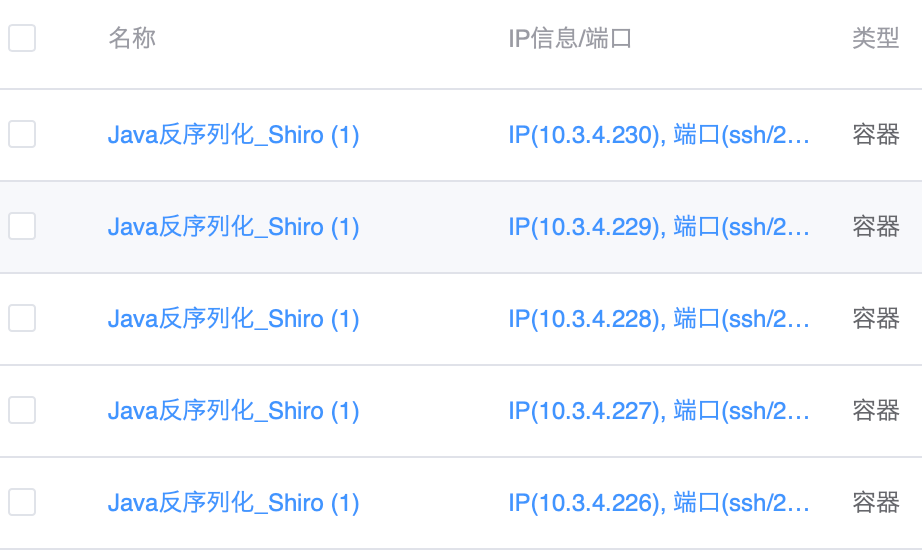 名称 IP信息/端口 类型
Java反序列化_Shiro (1) IP(10.3.4.230), 端口(ssh/2... 容器
Java反序列化_Shiro (1) IP(10.3.4.229), 端口(ssh/2... 容器
Java反序列化_Shiro (1) IP(10.3.4.228), 端口(ssh/2... 容器
Java反序列化_Shiro (1) IP(10.3.4.227), 端口(ssh/2... 容器
Java反序列化_Shiro (1) IP(10.3.4.226), 端口(ssh/2... 容器